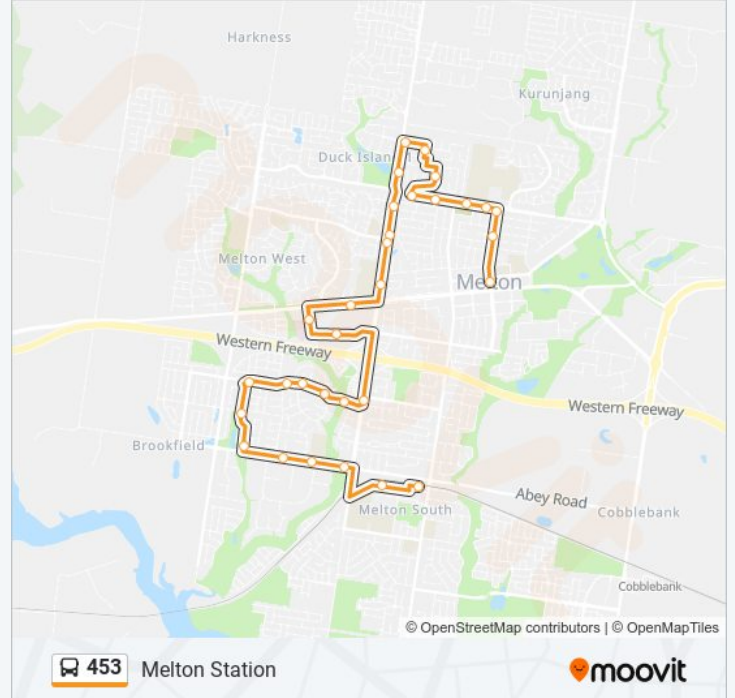 Harkness
Kurunjang
Duck Islan
Melton West
Melton
Western Freeway
Western Freeway
Brookfield
Abey Road
Melton South
Cobblebank
Cobblebank
© OpenStreetMap contributors | © OpenMapTiles
453 Melton Station
moovit